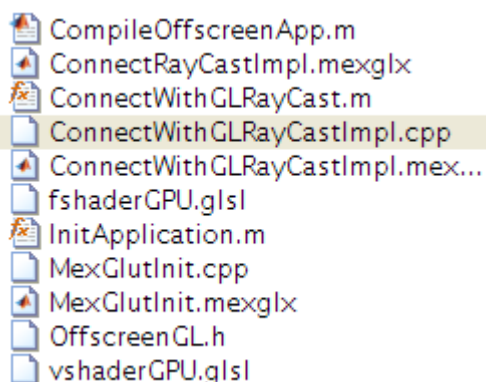 CompileOffscreenApp.m
ConnectRayCastImpl.mexglx
ConnectWithGLRayCast.m
ConnectWithGLRayCastImpl.cpp
ConnectWithGLRayCastImpl.mex...
fshaderGPU.glsl
InitApplication.m
MexGlutInit.cpp
MexGlutInit.mexglx
OffscreenGL.h
vshaderGPU.glsl